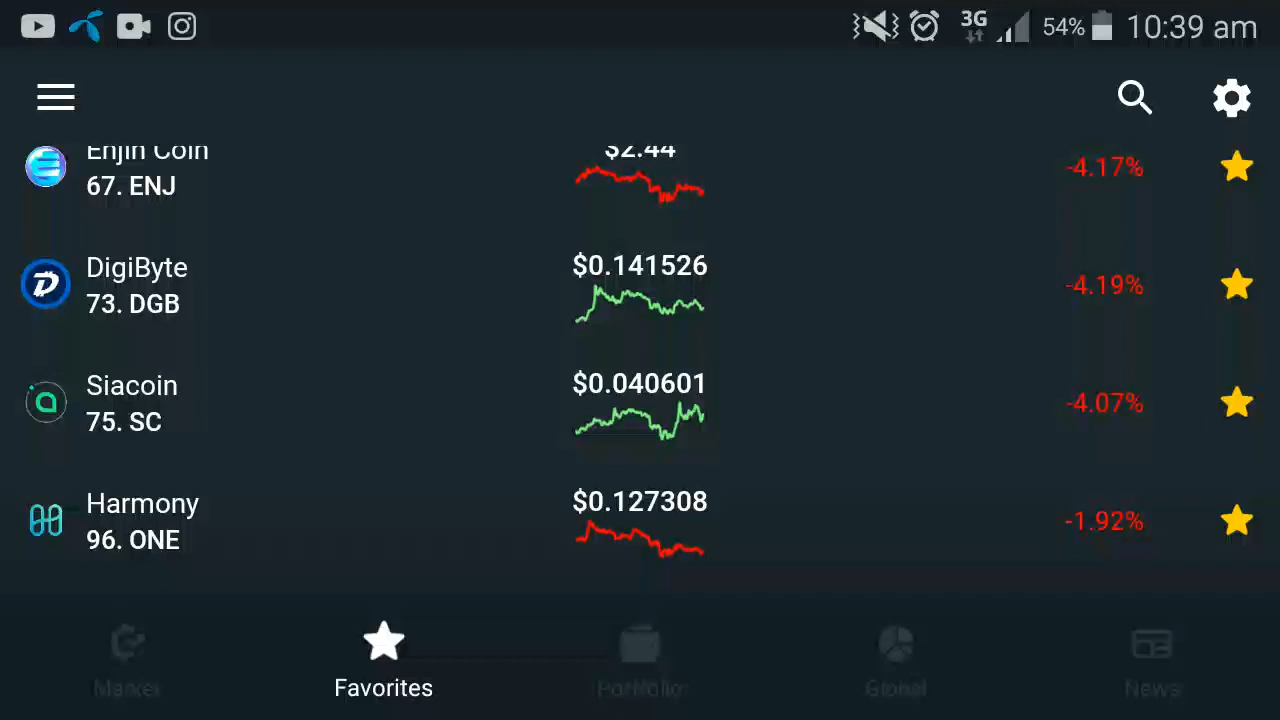 3G 54% 10:39 am
Enjin Coin
67. ENJ
$2.44
-4.17%
DigiByte
73. DGB
$0.141526
-4.19%
Siacoin
75. SC
$0.040601
-4.07%
Harmony
96. ONE
$0.127308
-1.92%
Market Favorites Portfolio Global News